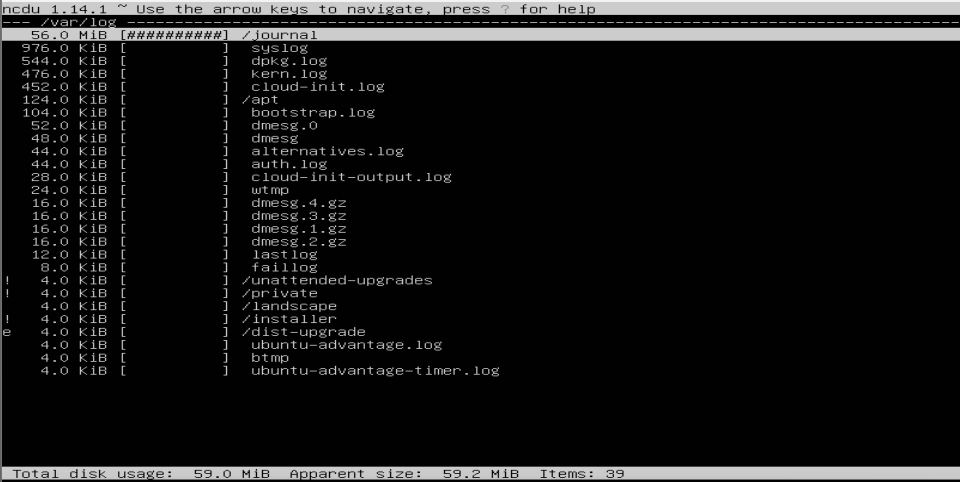 ncdu 1.14.1 ~ Use the arrow keys to navigate, press ? for help
--- /var/log ---------------------------------------------------------------------------------------------------------------------------------
   56.0 MiB [##########] /journal
  976.0 KiB [          ]  syslog
  544.0 KiB [          ]  dpkg.log
  476.0 KiB [          ]  kern.log
  452.0 KiB [          ]  cloud-init.log
  124.0 KiB [          ] /apt
  104.0 KiB [          ]  bootstrap.log
   52.0 KiB [          ]  dmesg.0
   48.0 KiB [          ]  dmesg
   44.0 KiB [          ]  alternatives.log
   44.0 KiB [          ]  auth.log
   28.0 KiB [          ]  cloud-init-output.log
   24.0 KiB [          ]  wtmp
   16.0 KiB [          ]  dmesg.4.gz
   16.0 KiB [          ]  dmesg.3.gz
   16.0 KiB [          ]  dmesg.1.gz
   16.0 KiB [          ]  dmesg.2.gz
   12.0 KiB [          ]  lastlog
    8.0 KiB [          ]  faillog
!   4.0 KiB [          ] /unattended-upgrades
!   4.0 KiB [          ] /private
    4.0 KiB [          ] /landscape
!   4.0 KiB [          ] /installer
e   4.0 KiB [          ] /dist-upgrade
    4.0 KiB [          ]  ubuntu-advantage.log
    4.0 KiB [          ]  btmp
    4.0 KiB [          ]  ubuntu-advantage-timer.log
Total disk usage:  59.0 MiB  Apparent size:  59.2 MiB  Items: 39